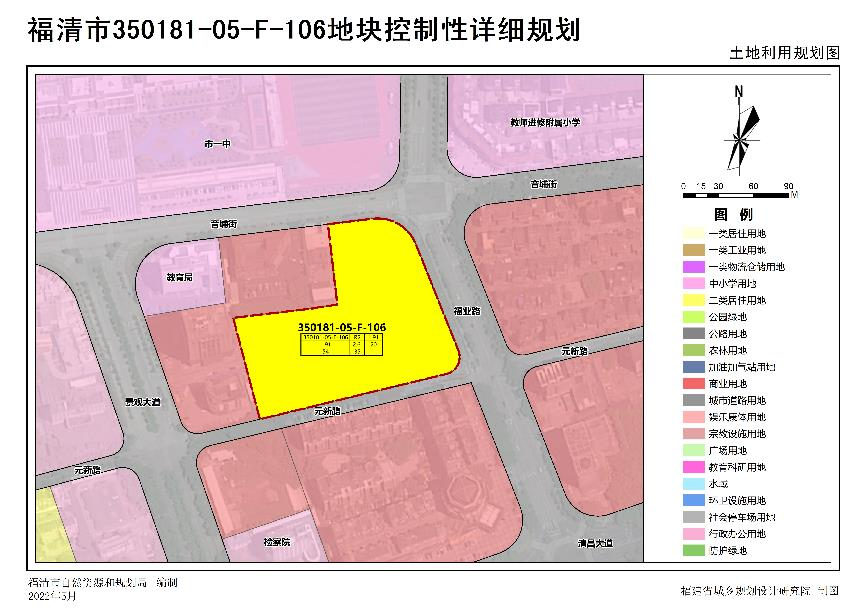 福清市350181-05-F-106地块控制性详细规划
土地利用规划图
市一中
教师进修附属小学
音埔街
音埔街
教育局
福业路
350181-05-F-106
元新路
景观大道
元新路
元新路
检察院
清昌大道
N
0 15 30 60 90
M
图 例
一类居住用地
一类工业用地
一类物流仓储用地
中小学用地
二类居住用地
公园绿地
公路用地
农林用地
加油加气站用地
商业用地
城市道路用地
娱乐康体用地
宗教设施用地
广场用地
教育科研用地
水域
环卫设施用地
社会停车场用地
行政办公用地
防护绿地
福清市自然资源和规划局 编制
福建省城乡规划设计研究院 制图